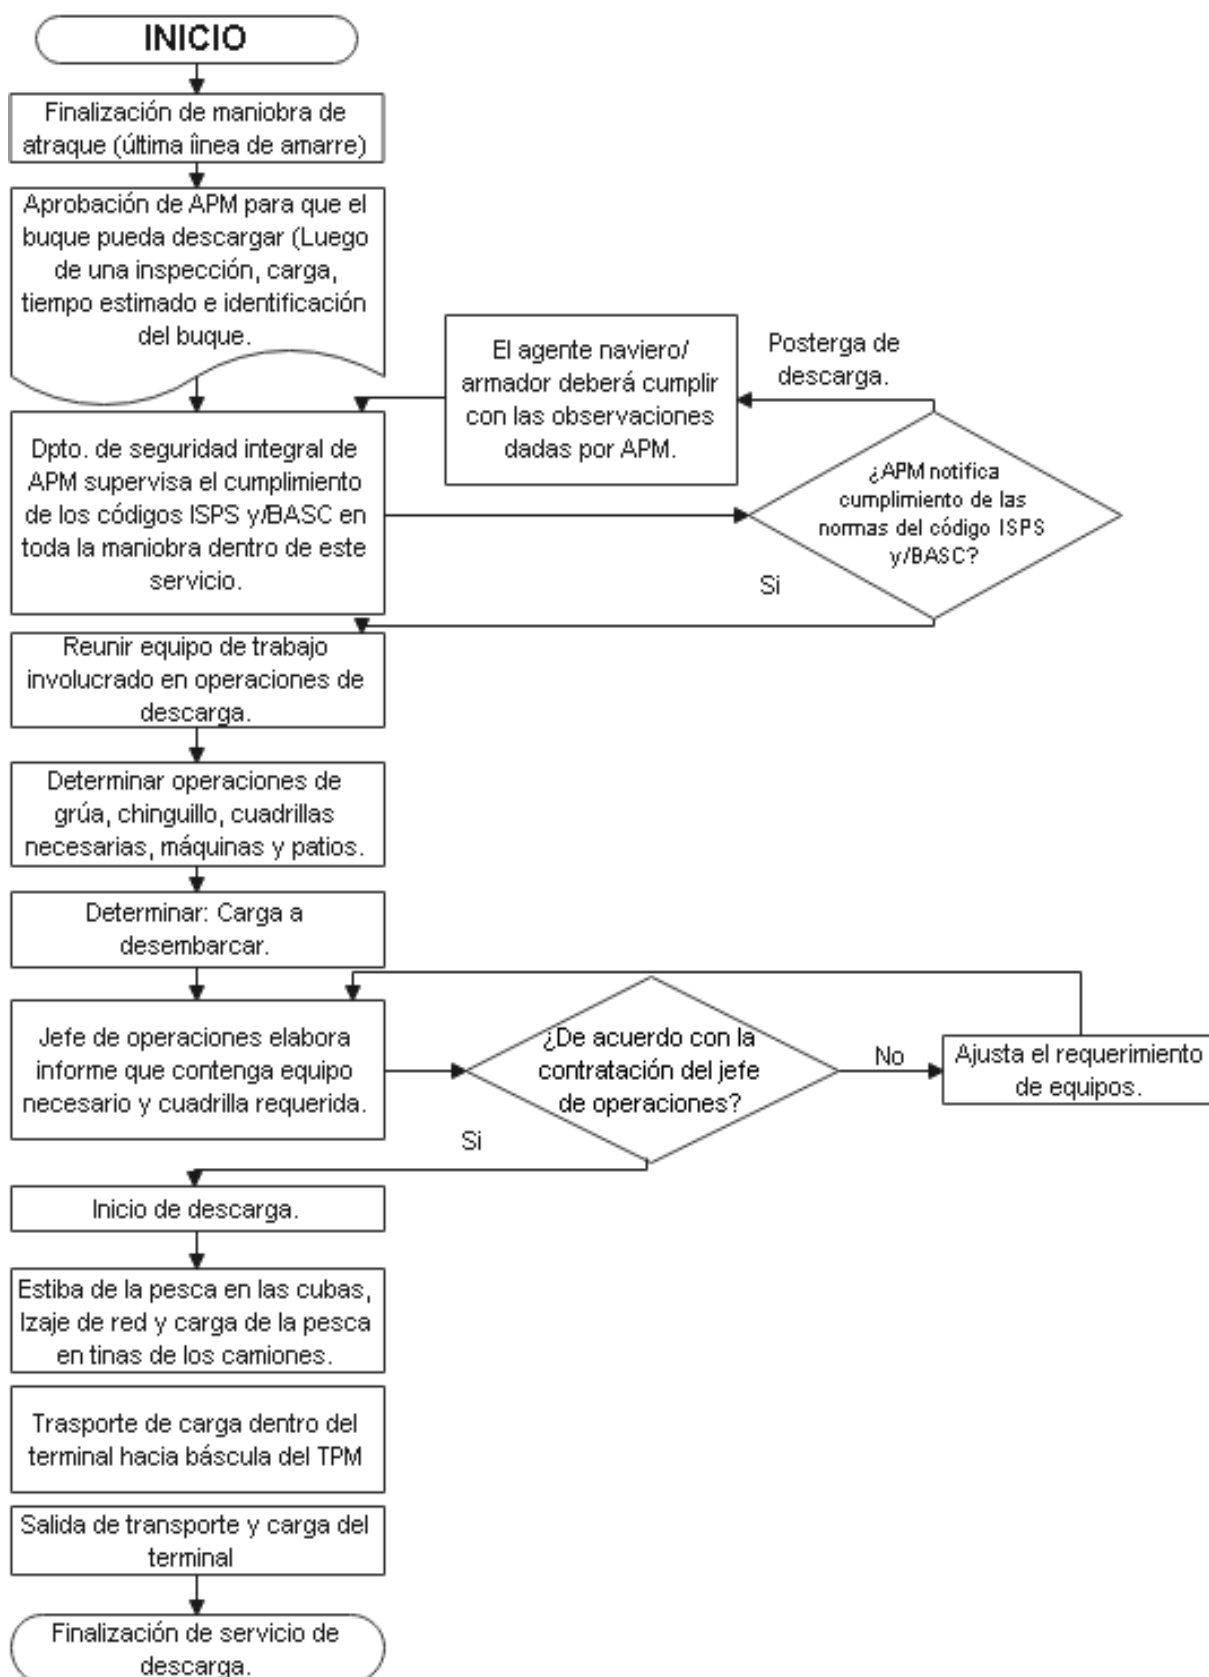 INICIO
Finalización de maniobra de
atraque (última íinea de amarre)
Aprobación de APM para que el
buque pueda descargar (Luego
de una inspección, carga,
tiempo estimado e identificación
del buque.
El agente naviero/
armador deberá cumplir
con las observaciones
dadas por APM.
Posterga de
descarga.
Dpto. de seguridad integral de
APM supervisa el cumplimiento
de los códigos ISPS y/BASC en
toda la maniobra dentro de este
servicio.
¿APM notifica
cumplimiento de las
normas del código ISPS
y/BASC?
Si
Reunir equipo de trabajo
involucrado en operaciones de
descarga.
Determinar operaciones de
grúa, chinguillo, cuadrillas
necesarias, máquinas y patios.
Determinar: Carga a
desembarcar.
Jefe de operaciones elabora
informe que contenga equipo
necesario y cuadrilla requerida.
¿De acuerdo con la
contratación del jefe
de operaciones?
No
Ajusta el requerimiento
de equipos.
Si
Inicio de descarga.
Estiba de la pesca en las cubas,
Izaje de red y carga de la pesca
en tinas de los camiones.
Trasporte de carga dentro del
terminal hacia báscula del TPM
Salida de transporte y carga del
terminal
Finalización de servicio de
descarga.